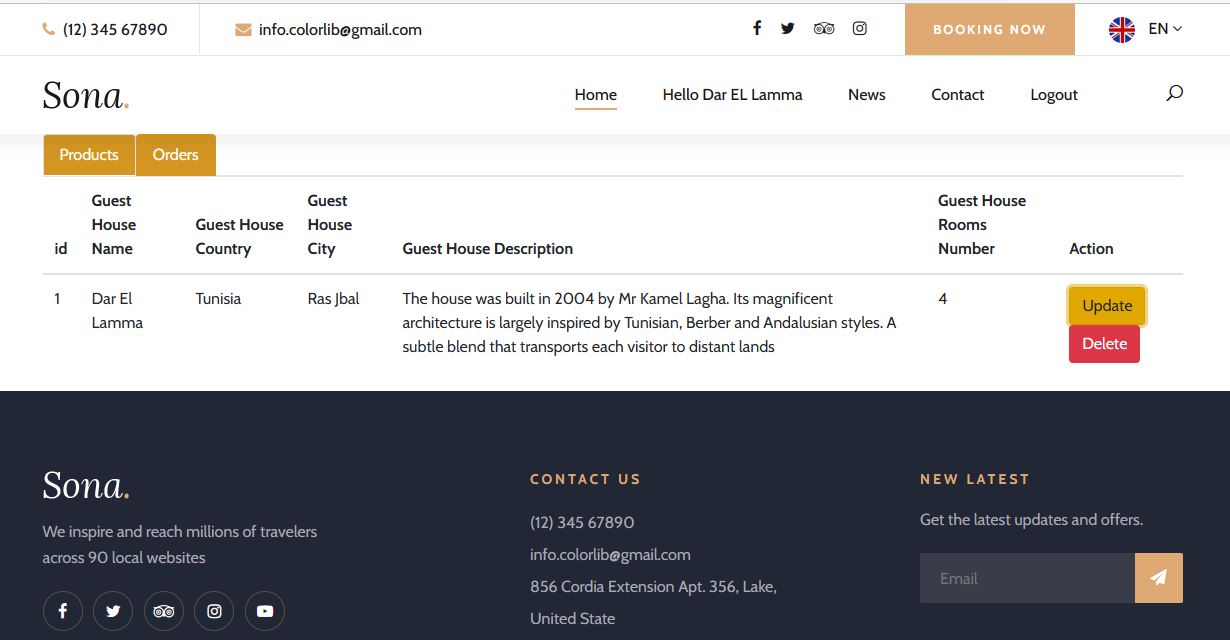 (12) 345 67890
info.colorlib@gmail.com
BOOKING NOW
EN
Sona.
Home
Hello Dar EL Lamma
News
Contact
Logout
Products
Orders
id
Guest
House
Name
Guest House
Country
Guest
House
City
Guest House Description
Guest House
Rooms
Number
Action
1
Dar El
Lamma
Tunisia
Ras Jbal
The house was built in 2004 by Mr Kamel Lagha. Its magnificent
architecture is largely inspired by Tunisian, Berber and Andalusian styles. A
subtle blend that transports each visitor to distant lands
4
Update
Delete
Sona.
We inspire and reach millions of travelers
across 90 local websites
CONTACT US
(12) 345 67890
info.colorlib@gmail.com
856 Cordia Extension Apt. 356, Lake,
United State
NEW LATEST
Get the latest updates and offers.
Email